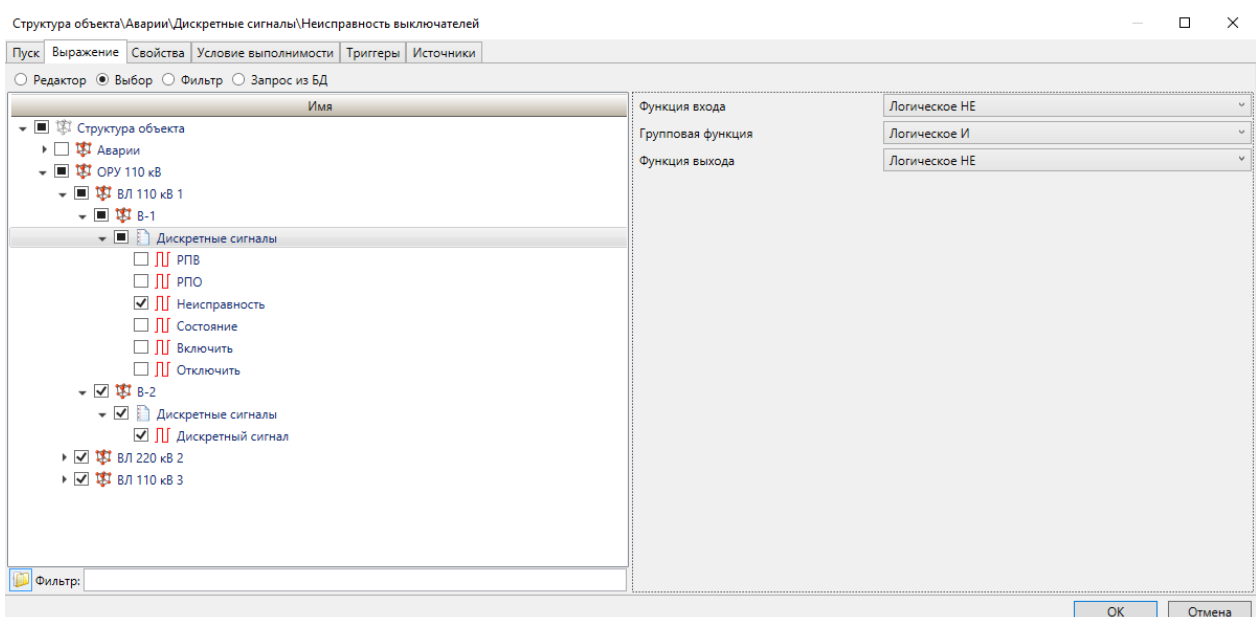 Структура объекта\Аварии\Дискретные сигналы\Неисправность выключателей
Пуск Выражение Свойства Условие выполнимости Триггеры Источники
Редактор Выбор Фильтр Запрос из БД
Имя
Структура объекта
Аварии
ОРУ 110 кВ
ВЛ 110 кВ 1
В-1
Дискретные сигналы
РПВ
РПО
Неисправность
Состояние
Включить
Отключить
В-2
Дискретные сигналы
Дискретный сигнал
ВЛ 220 кВ 2
ВЛ 110 кВ 3
Фильтр:
Функция входа Логическое НЕ
Групповая функция Логическое И
Функция выхода Логическое НЕ
ОК Отмена